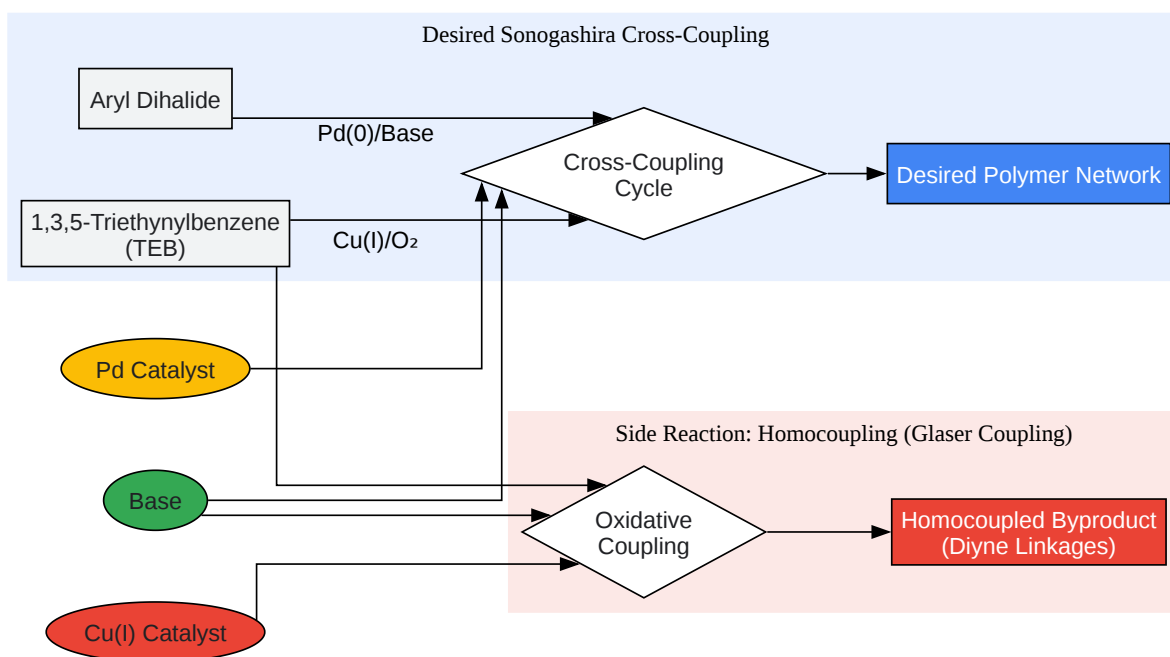 Desired Sonogashira Cross-Coupling
Aryl Dihalide
Pd(0)/Base
Cross-Coupling
Cycle
Desired Polymer Network
1,3,5-Triethynylbenzene
(TEB)
Cu(I)/O₂
Pd Catalyst
Side Reaction: Homocoupling (Glaser Coupling)
Base
Oxidative
Coupling
Homocoupled Byproduct
(Diyne Linkages)
Cu(I) Catalyst